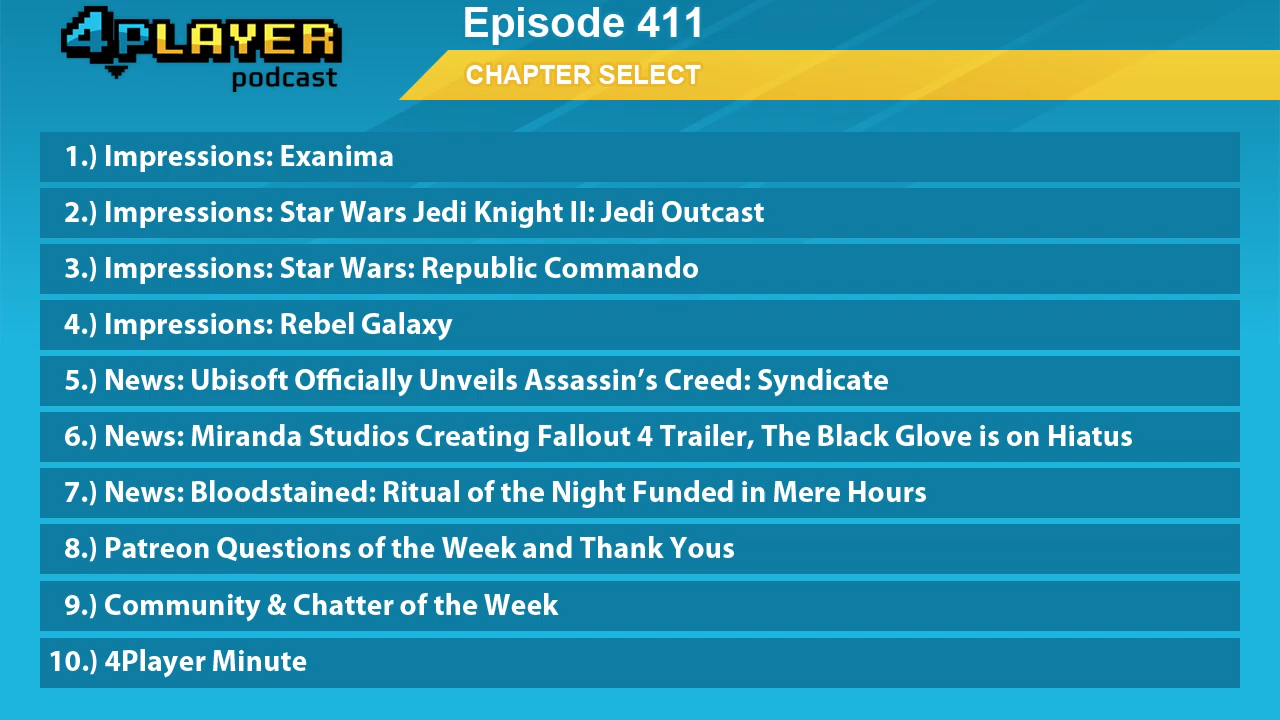 4PLAYER
podcast
Episode 411
CHAPTER SELECT
1.) Impressions: Exanima
2.) Impressions: Star Wars Jedi Knight II: Jedi Outcast
3.) Impressions: Star Wars: Republic Commando
4.) Impressions: Rebel Galaxy
5.) News: Ubisoft Officially Unveils Assassin’s Creed: Syndicate
6.) News: Miranda Studios Creating Fallout 4 Trailer, The Black Glove is on Hiatus
7.) News: Bloodstained: Ritual of the Night Funded in Mere Hours
8.) Patreon Questions of the Week and Thank Yous
9.) Community & Chatter of the Week
10.) 4Player Minute